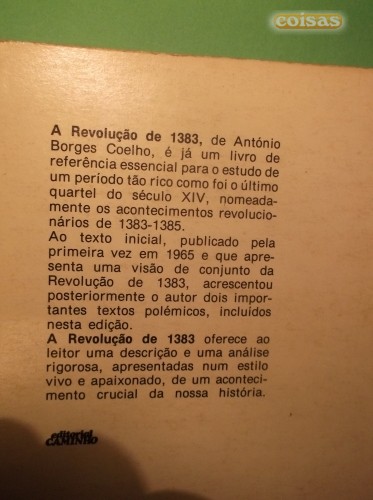 coisas
A Revolução de 1383, de António
Borges Coelho, é já um livro de
referência essencial para o estudo de
um período tão rico como foi o último
quartel do século XIV, nomeada-
mente os acontecimentos revolucio-
nários de 1383-1385.
Ao texto inicial, publicado pela
primeira vez em 1965 e que apre-
senta uma visão de conjunto da
Revolução de 1383, acrescentou
posteriormente o autor dois impor-
tantes textos polémicos, incluídos
nesta edição.
A Revolução de 1383 oferece ao
leitor uma descrição e uma análise
rigorosa, apresentadas num estilo
vivo e apaixonado, de um aconteci-
mento crucial da nossa história.
editorial
CAMINHO